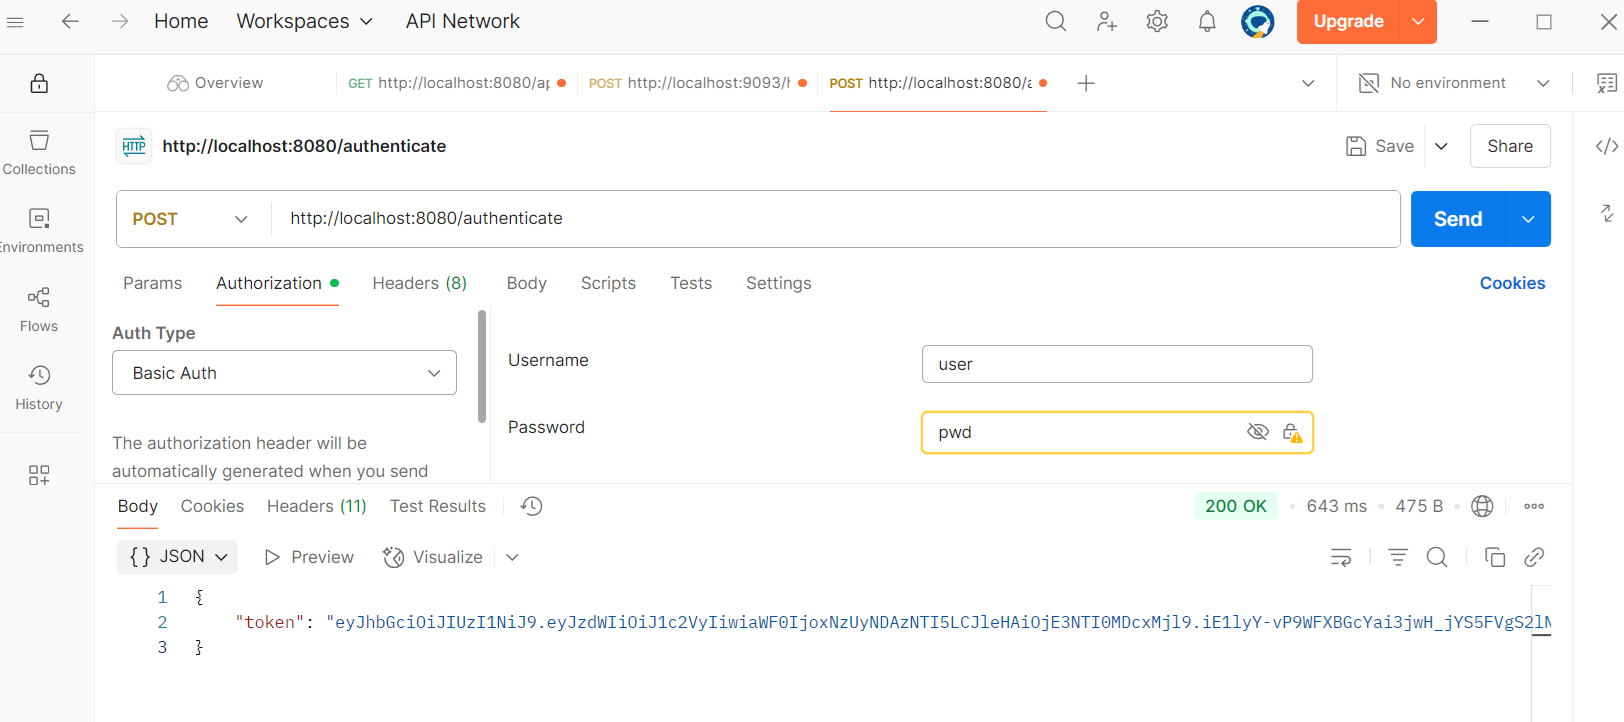 Home Workspaces API Network Upgrade
Overview GET http://localhost:8080/ap POST http://localhost:9093/h POST http://localhost:8080/a No environment
HTTP http://localhost:8080/authenticate Save Share
Collections
POST http://localhost:8080/authenticate Send
Environments
Params Authorization Headers (8) Body Scripts Tests Settings Cookies
Flows
Auth Type
Basic Auth
Username user
History
Password pwd
The authorization header will be
automatically generated when you send
Body Cookies Headers (11) Test Results 200 OK • 643 ms • 475 B •
{} JSON Preview Visualize
1 {
2 "token": "eyJhbGciOiJIUzI1NiJ9.eyJzdWIiOiJ1c2VyIiwiaWF0IjoxNzUyNDAzNTI5LCJleHAiOjE3NTI0MDcxMjl9.iE1lyY-vP9WFXBGcYai3jwH_jYS5FVgS2lN
3 }